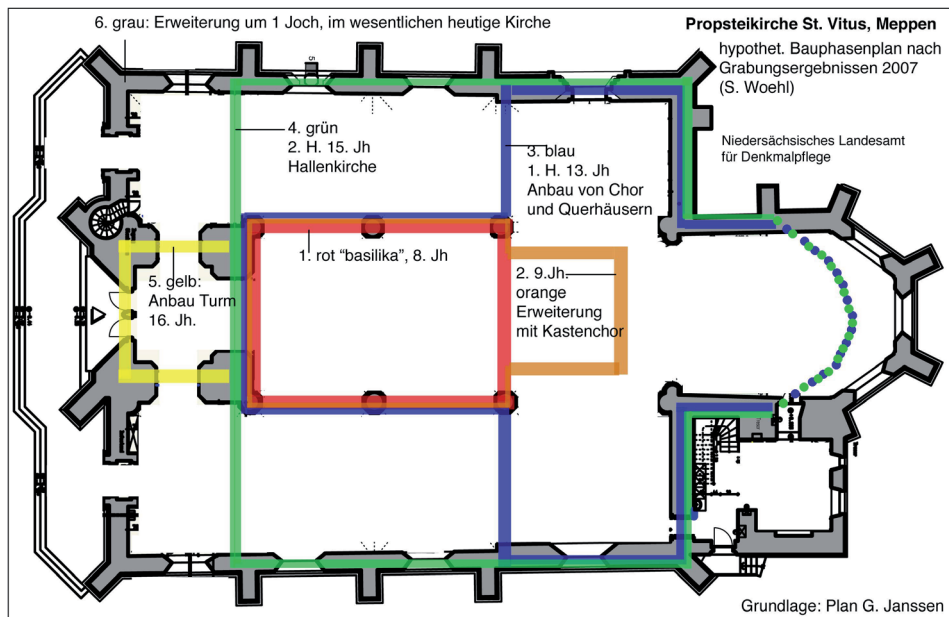 6. grau: Erweiterung um 1 Joch, im wesentlichen heutige Kirche
Propsteikirche St. Vitus, Meppen
hypothet. Bauphasenplan nach
Grabungsergebnissen 2007
(S. Woehl)
Niedersächsisches Landesamt
für Denkmalpflege
4. grün
2. H. 15. Jh
Hallenkirche
3. blau
1. H. 13. Jh
Anbau von Chor
und Querhäusern
1. rot “basilika”, 8. Jh
2. 9.Jh.
orange
Erweiterung
mit Kastenchor
5. gelb:
Anbau Turm
16. Jh.
Grundlage: Plan G. Janssen